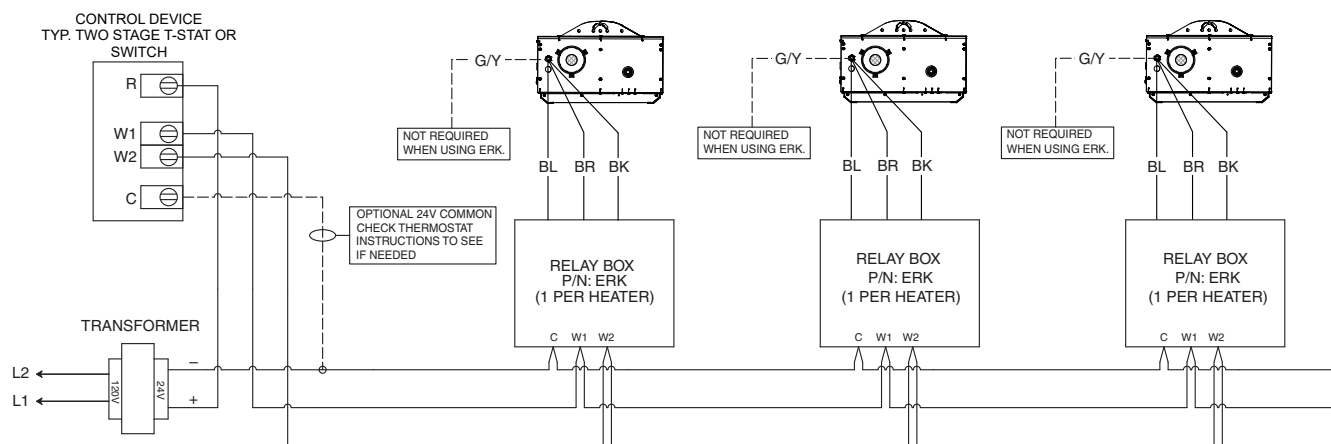 CONTROL DEVICE
TYP. TWO STAGE T-STAT OR
SWITCH
R
W1
W2
C
OPTIONAL 24V COMMON
CHECK THERMOSTAT
INSTRUCTIONS TO SEE
IF NEEDED
TRANSFORMER
L2
L1
120V
24V
–
+
G/Y
NOT REQUIRED
WHEN USING ERK.
BL BR BK
RELAY BOX
P/N: ERK
(1 PER HEATER)
C W1 W2
G/Y
NOT REQUIRED
WHEN USING ERK.
BL BR BK
RELAY BOX
P/N: ERK
(1 PER HEATER)
C W1 W2
G/Y
NOT REQUIRED
WHEN USING ERK.
BL BR BK
RELAY BOX
P/N: ERK
(1 PER HEATER)
C W1 W2